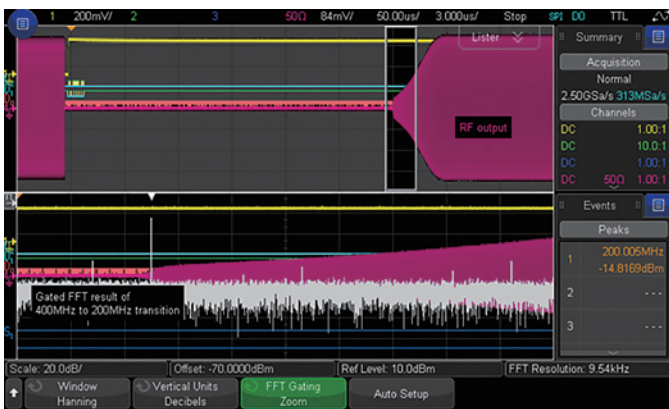 1 200mV/ 2 3 50Ω 84mV/ 50.00us/ 3.000us/ Stop SPI D0 TTL
Lister
Summary
Acquisition
Normal
2.50GSa/s 313MSa/s
Channels
DC 1.00:1
DC 10.0:1
DC 1.00:1
DC 50Ω 1.00:1
RF output
Events
Peaks
1 200.005MHz
-14.8169dBm
2 ---
3 ---
Gated FFT result of
400MHz to 200MHz transition
S1
Scale: 20.0dB/ Offset: -70.0000dBm Ref Level: 10.0dBm FFT Resolution: 9.54kHz
Window
Hanning
Vertical Units
Decibels
FFT Gating
Zoom
Auto Setup